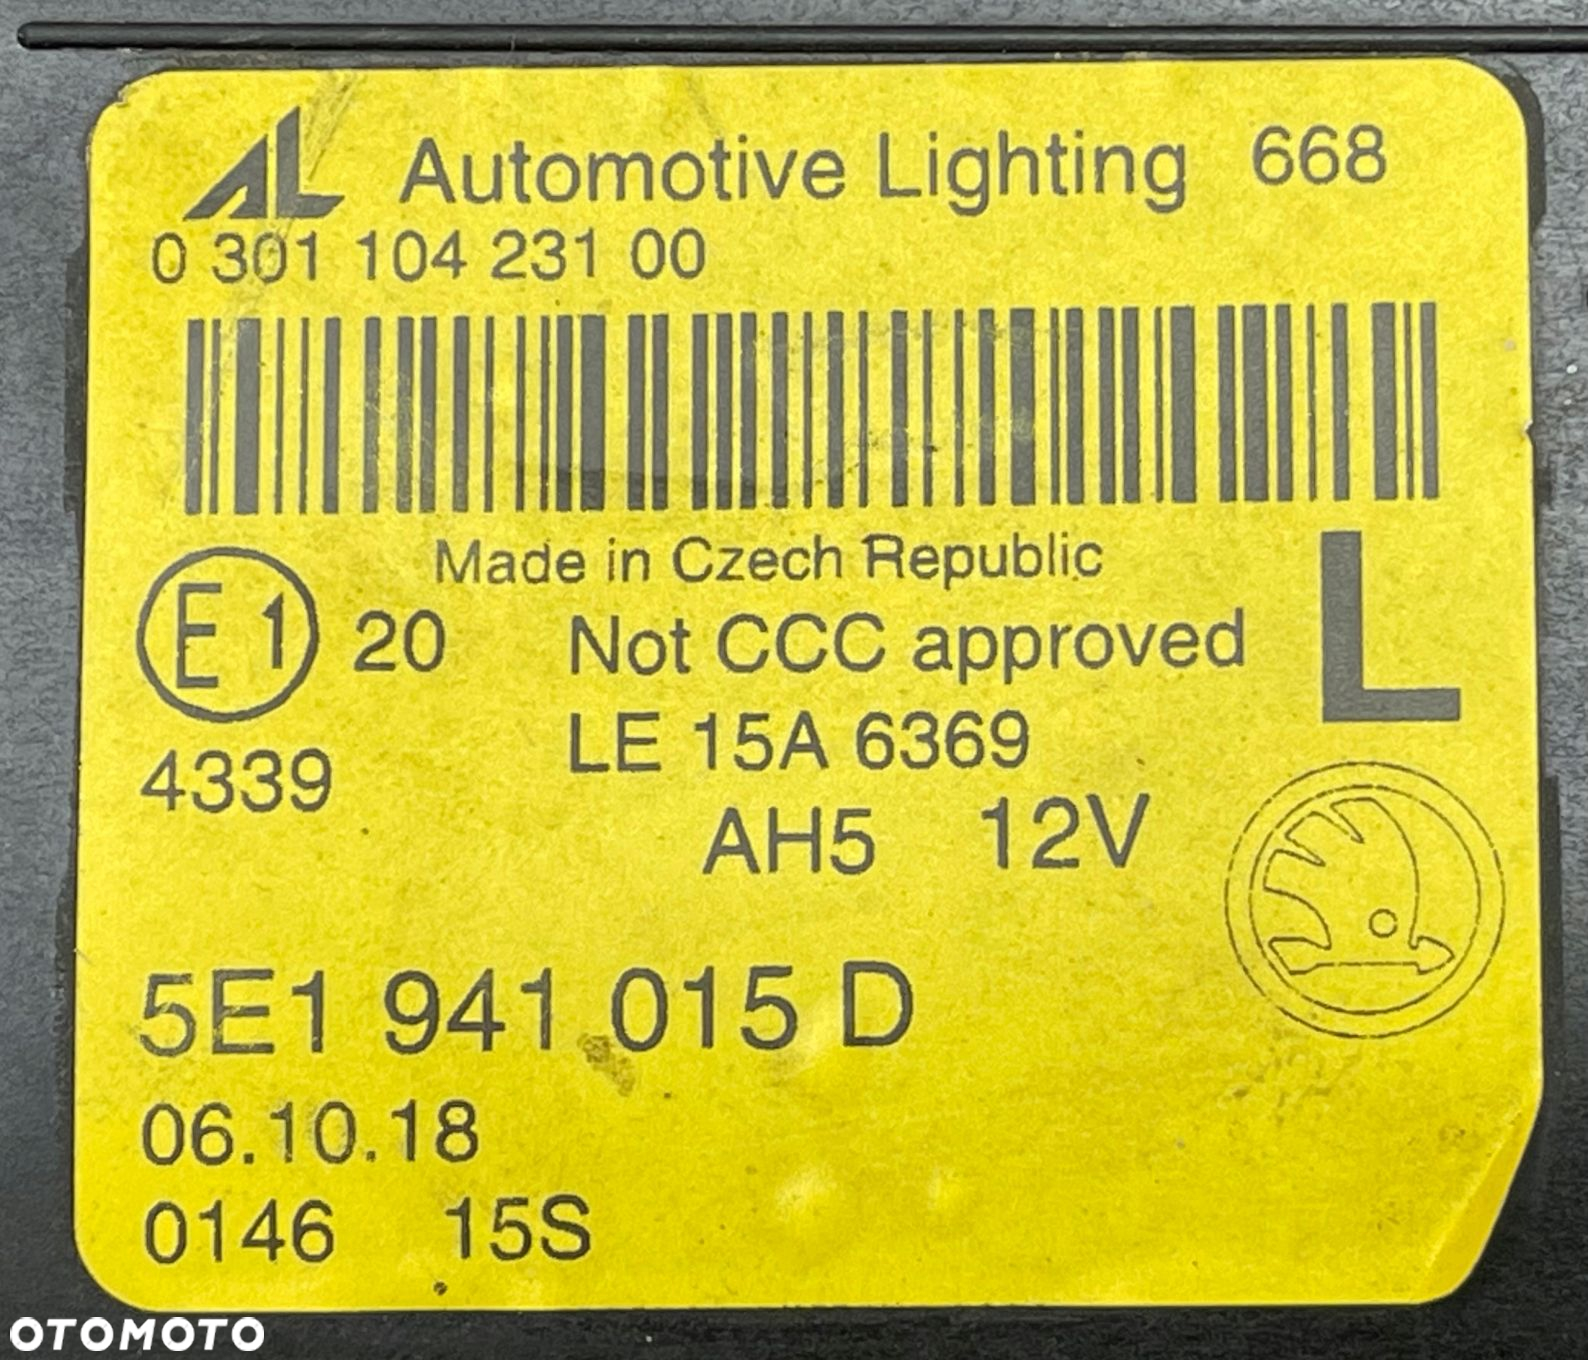 AL Automotive Lighting 668
0 301 104 231 00
Made in Czech Republic
E1 20 Not CCC approved L
4339 LE 15A 6369
AH5 12V
5E1 941 015 D
06.10.18
0146 15S
OTOMOTO